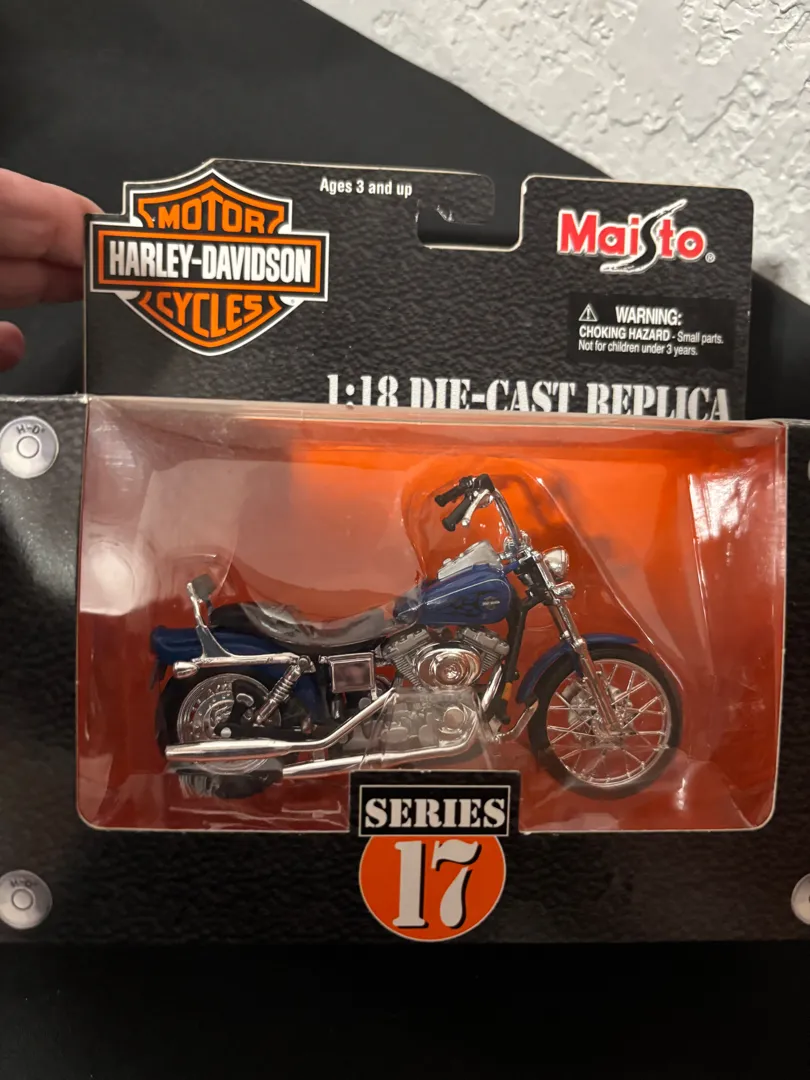 Ages 3 and up
MOTOR
HARLEY-DAVIDSON
CYCLES
Maisto®
WARNING:
CHOKING HAZARD - Small parts.
Not for children under 3 years.
1:18 DIE-CAST REPLICA
H-D
SERIES
17
H-D